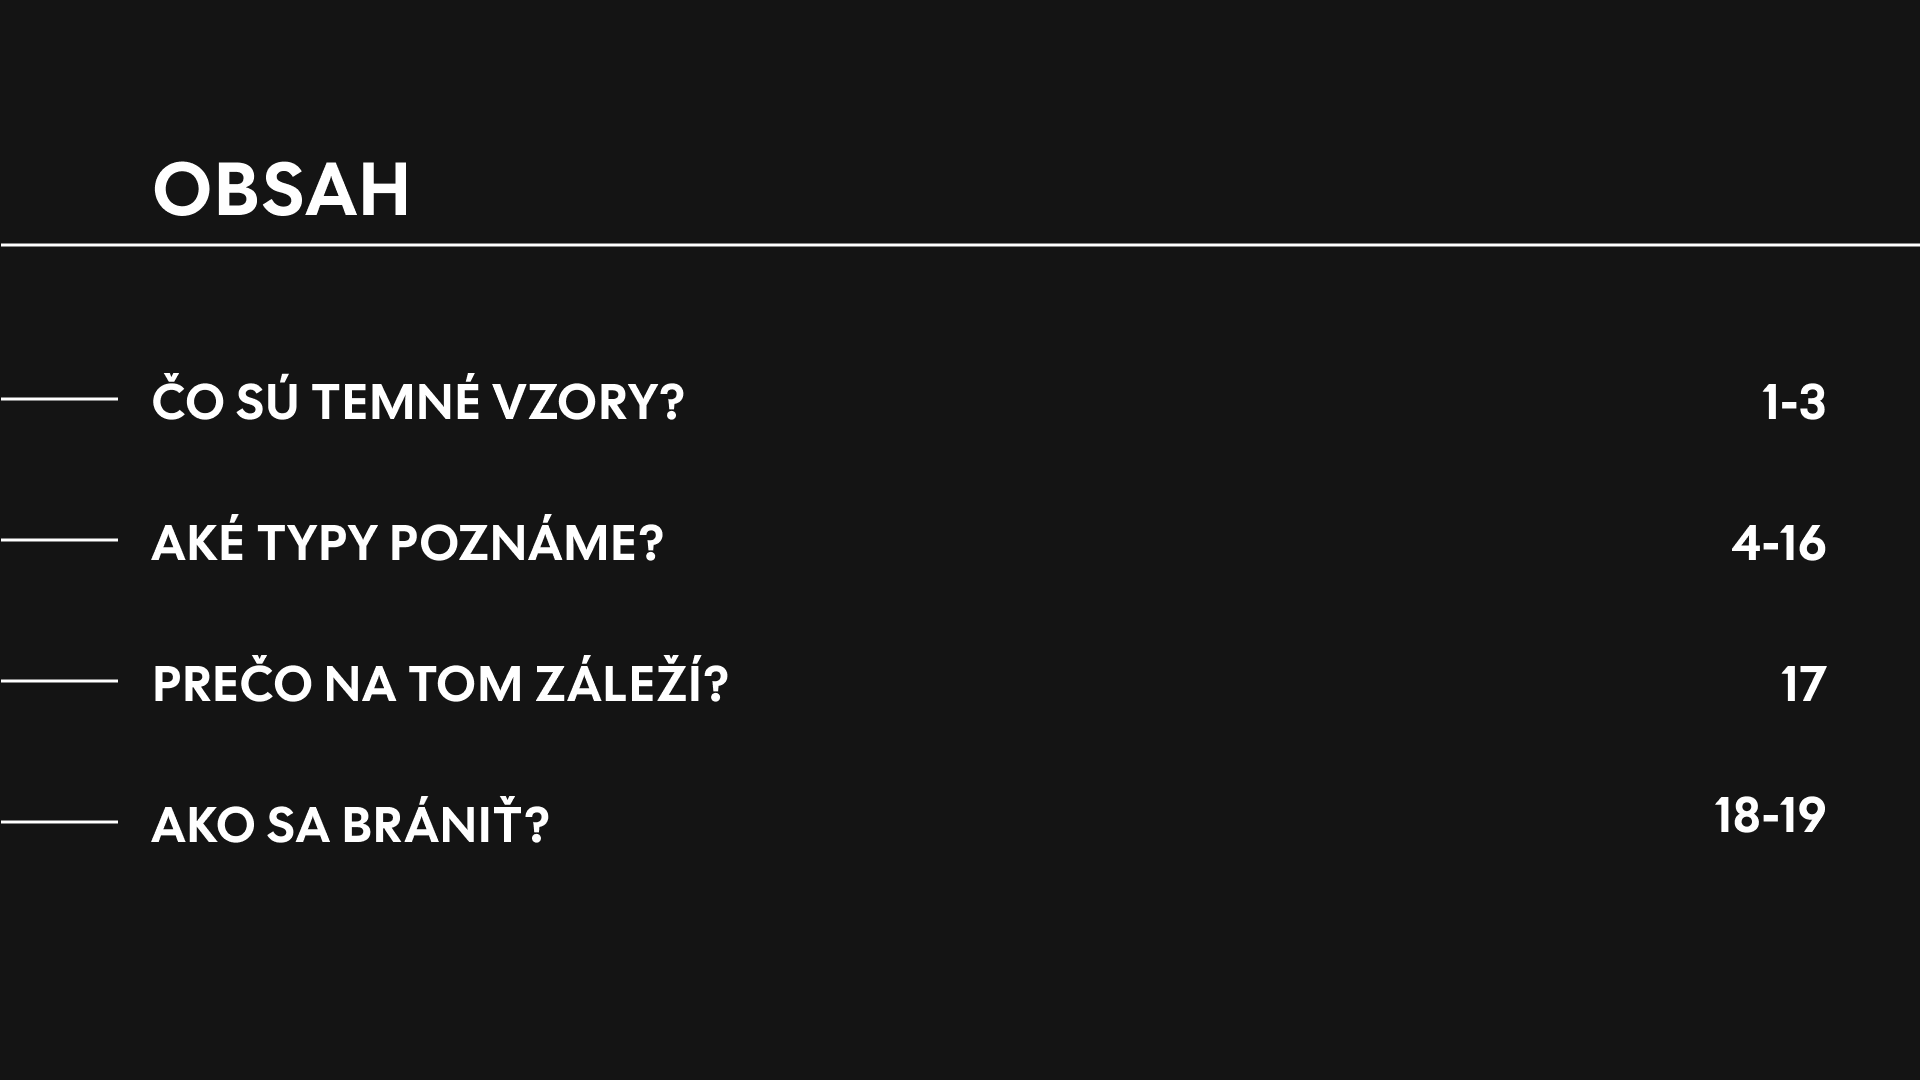 OBSAH
ČO SÚ TEMNÉ VZORY? 1-3
AKÉ TYPY POZNÁME? 4-16
PREČO NA TOM ZÁLEŽÍ? 17
AKO SA BRÁNIŤ? 18-19